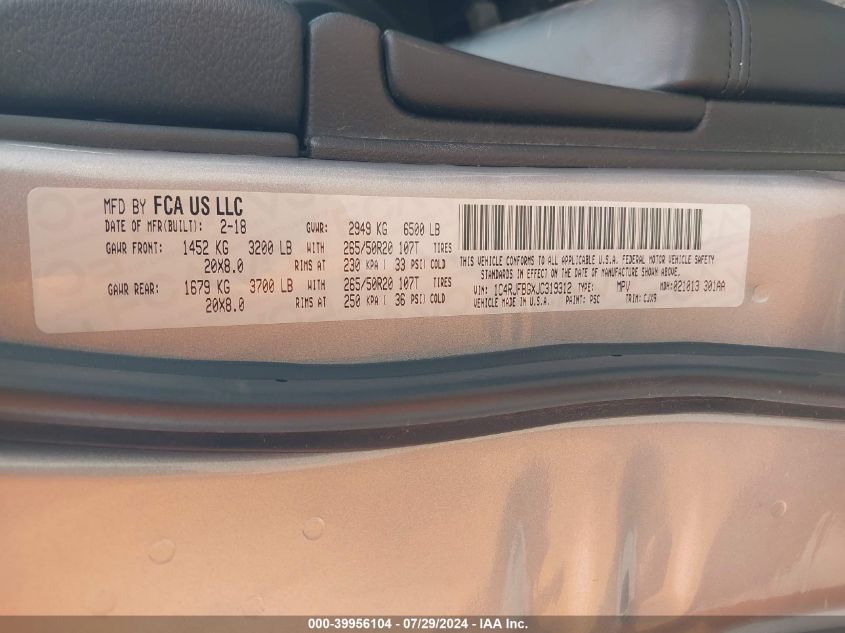 MFD BY FCA US LLC
DATE OF MFR(BUILT): 2-18 GVWR: 2949 KG 6500 LB
GAWR FRONT: 1452 KG 3200 LB WITH 265/50R20 107T TIRES
20X8.0 RIMS AT 230 KPA ( 33 PSI) COLD
GAWR REAR: 1679 KG 3700 LB WITH 265/50R20 107T TIRES
20X8.0 RIMS AT 250 KPA ( 36 PSI) COLD
THIS VEHICLE CONFORMS TO ALL APPLICABLE U.S.A. FEDERAL MOTOR VEHICLE SAFETY
STANDARDS IN EFFECT ON THE DATE OF MANUFACTURE SHOWN ABOVE.
VIN: 1C4RJFBGXJC319312 TYPE: MPV MDH: 021013 301AA
VEHICLE MADE IN U.S.A. PAINT: PSC TRIM: CJX9
000-39956104 - 07/29/2024 - IAA Inc.